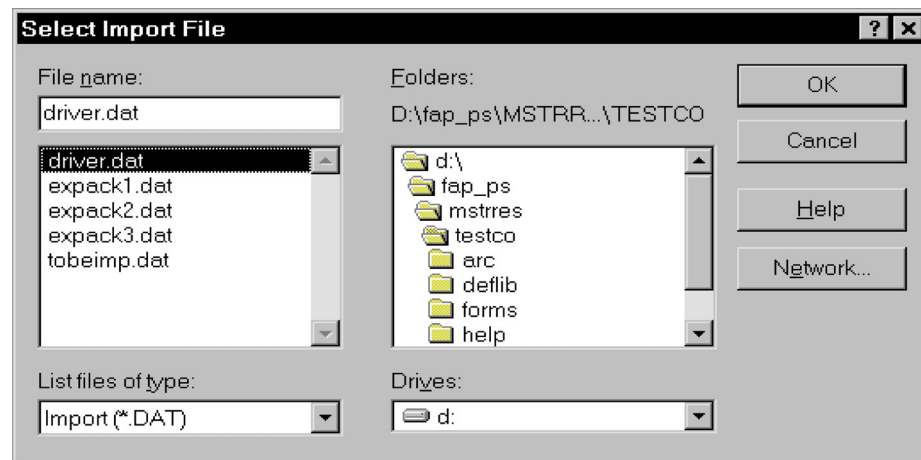 Select Import File
File name:
driver.dat
driver.dat
expack1.dat
expack2.dat
expack3.dat
tobeimp.dat
List files of type:
Import (*.DAT)
Folders:
D:\fap_ps\MSTRR...\TESTCO
d:\
fap_ps
mstrres
testco
arc
deflib
forms
help
Drives:
d:
OK
Cancel
Help
Network...